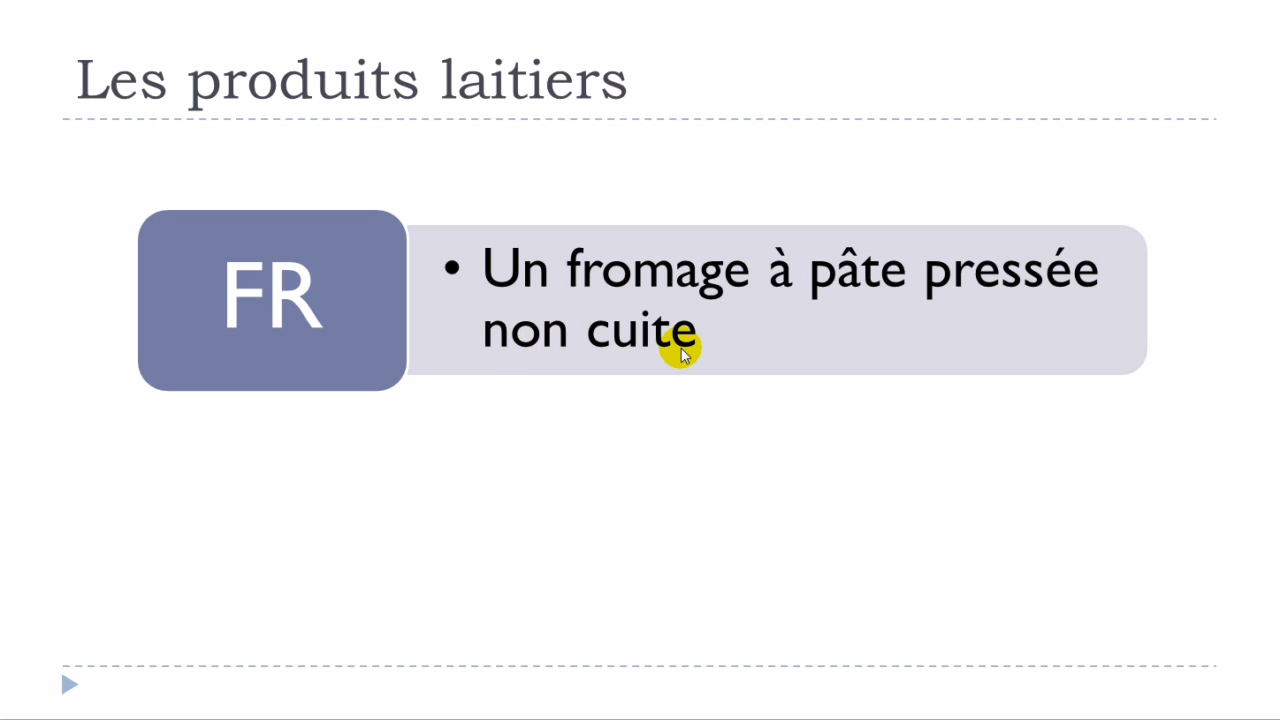 Les produits laitiers
FR
• Un fromage à pâte pressée
non cuite